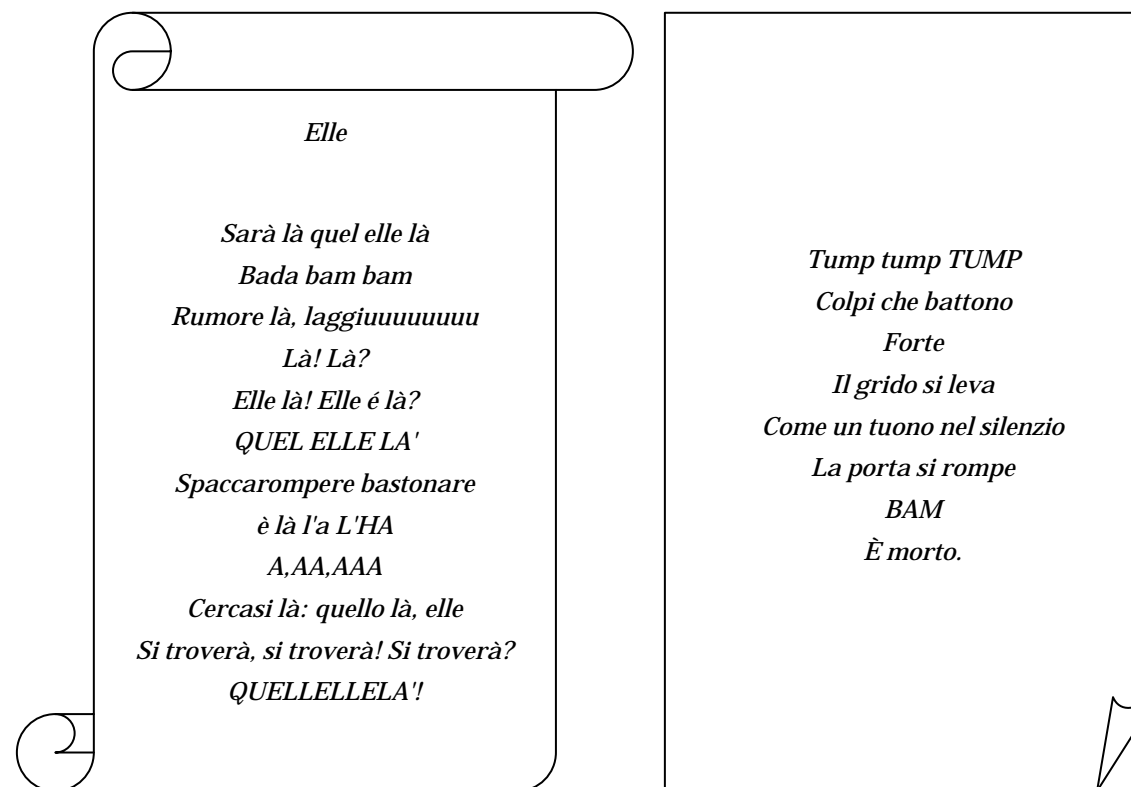 Elle
Sarà là quel elle là
Bada bam bam
Rumore là, laggiuuuuuuuu
Là! Là?
Elle là! Elle é là?
QUEL ELLE LA'
Spaccarompere bastonare
è là l'a L'HA
A,AA,AAA
Cercasi là: quello là, elle
Si troverà, si troverà! Si troverà?
QUELLELLELA'!
Tump tump TUMP
Colpi che battono
Forte
Il grido si leva
Come un tuono nel silenzio
La porta si rompe
BAM
È morto.